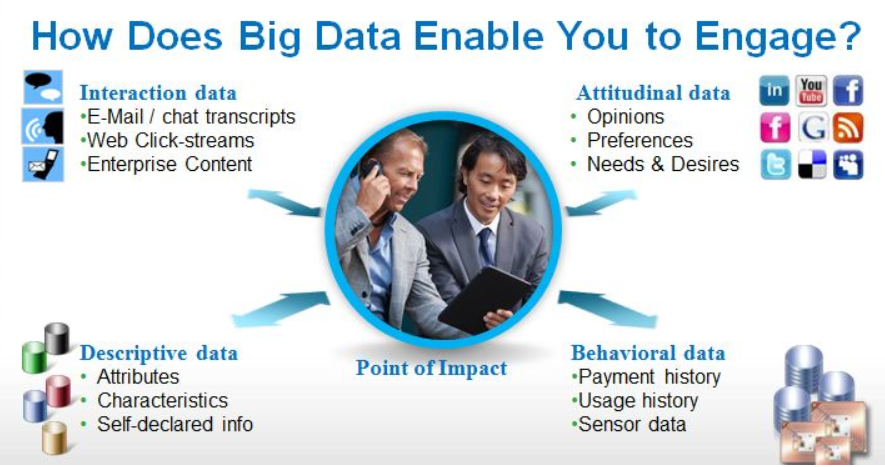 How Does Big Data Enable You to Engage?
Interaction data
•E-Mail / chat transcripts
•Web Click-streams
•Enterprise Content
Attitudinal data
• Opinions
• Preferences
• Needs & Desires
in
You
Tube
f
f
G
t
Descriptive data
• Attributes
• Characteristics
• Self-declared info
Point of Impact
Behavioral data
•Payment history
•Usage history
•Sensor data